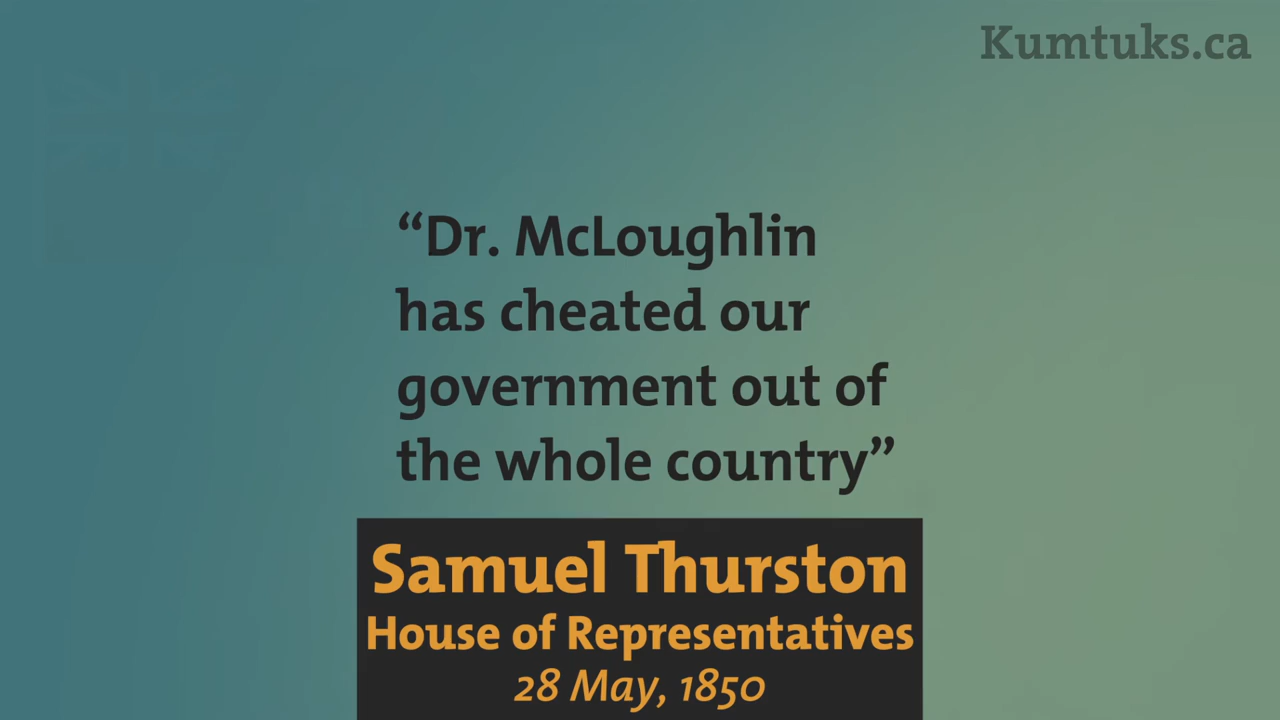 Kumtuks.ca
“Dr. McLoughlin
has cheated our
government out of
the whole country”
Samuel Thurston
House of Representatives
28 May, 1850